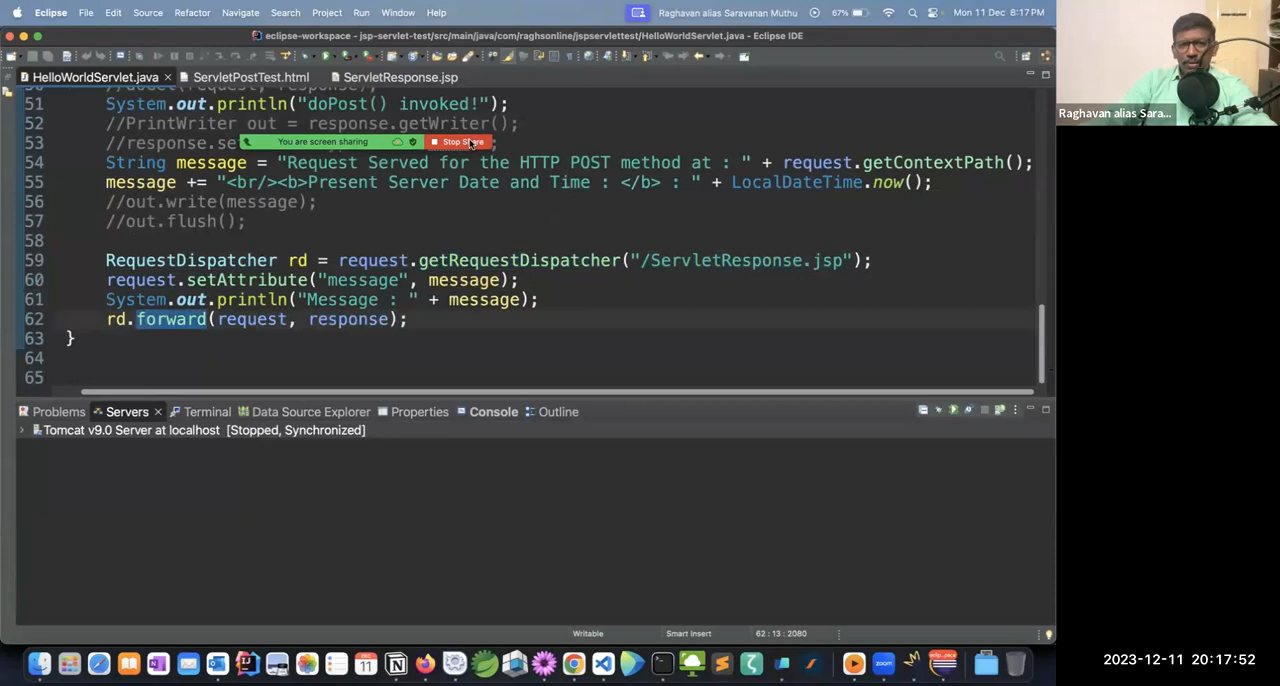 Eclipse File Edit Source Refactor Navigate Search Project Run Window Help Raghavan alias Saravanan Muthu 67% Mon 11 Dec 8:17 PM
eclipse-workspace - jsp-servlet-test/src/main/java/com/raghsonline/jspservlettest/HelloWorldServlet.java - Eclipse IDE
HelloWorldServlet.java ServletPostTest.html ServletResponse.jsp
51 System.out.println("doPost() invoked!");
52 //PrintWriter out = response.getWriter();
53 //response.se
You are screen sharing Stop Share
54 String message = "Request Served for the HTTP POST method at : " + request.getContextPath();
55 message += "<br/><b>Present Server Date and Time : </b> : " + LocalDateTime.now();
56 //out.write(message);
57 //out.flush();
58
59 RequestDispatcher rd = request.getRequestDispatcher("/ServletResponse.jsp");
60 request.setAttribute("message", message);
61 System.out.println("Message : " + message);
62 rd.forward(request, response);
63 }
64
65
Problems Servers Terminal Data Source Explorer Properties Console Outline
Tomcat v9.0 Server at localhost [Stopped, Synchronized]
Writable Smart Insert 62 : 13 : 2080
DEC 11 zoom
Raghavan alias Sara...
2023-12-11 20:17:52